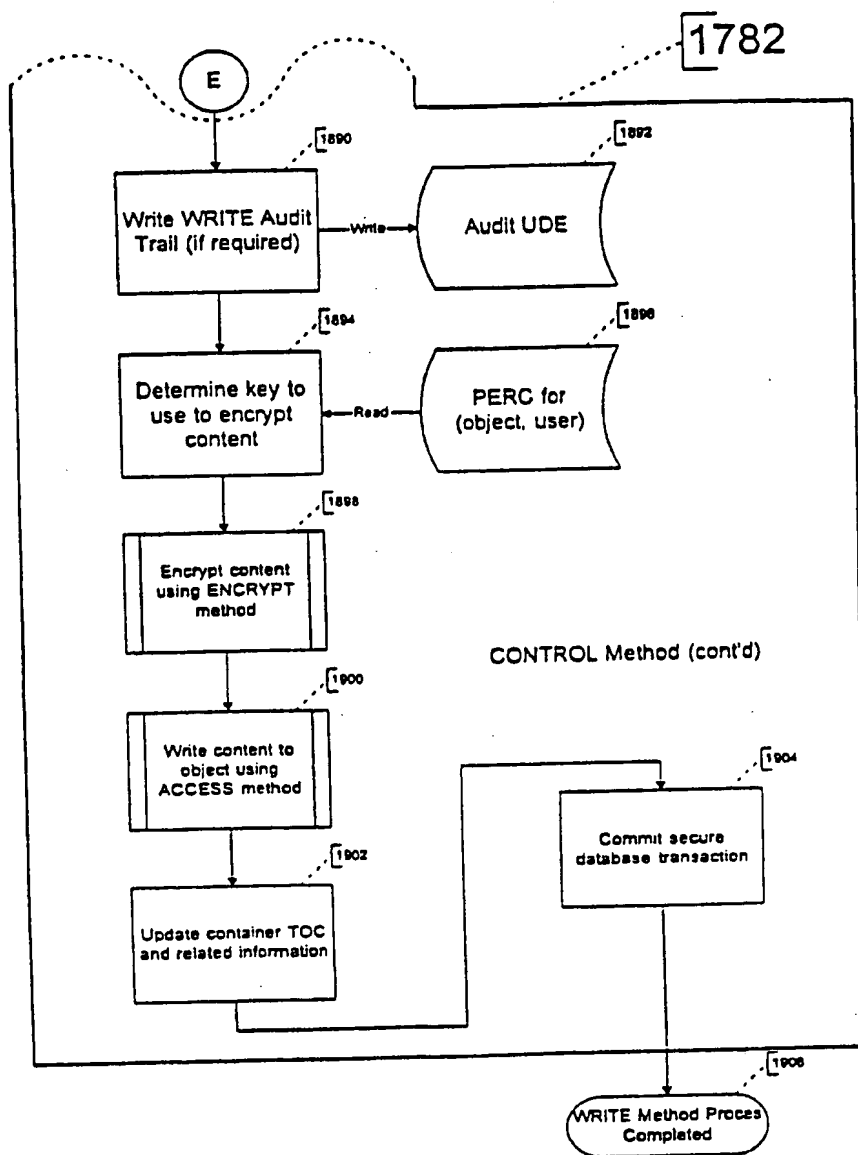 1782
E
1890
Write WRITE Audit
Trail (if required)
Write
1892
Audit UDE
1894
Determine key to
use to encrypt
content
Read
1896
PERC for
(object, user)
1898
Encrypt content
using ENCRYPT
method
CONTROL Method (cont'd)
1900
Write content to
object using
ACCESS method
1902
Update container TOC
and related information
1904
Commit secure
database transaction
1906
WRITE Method Proces
Completed